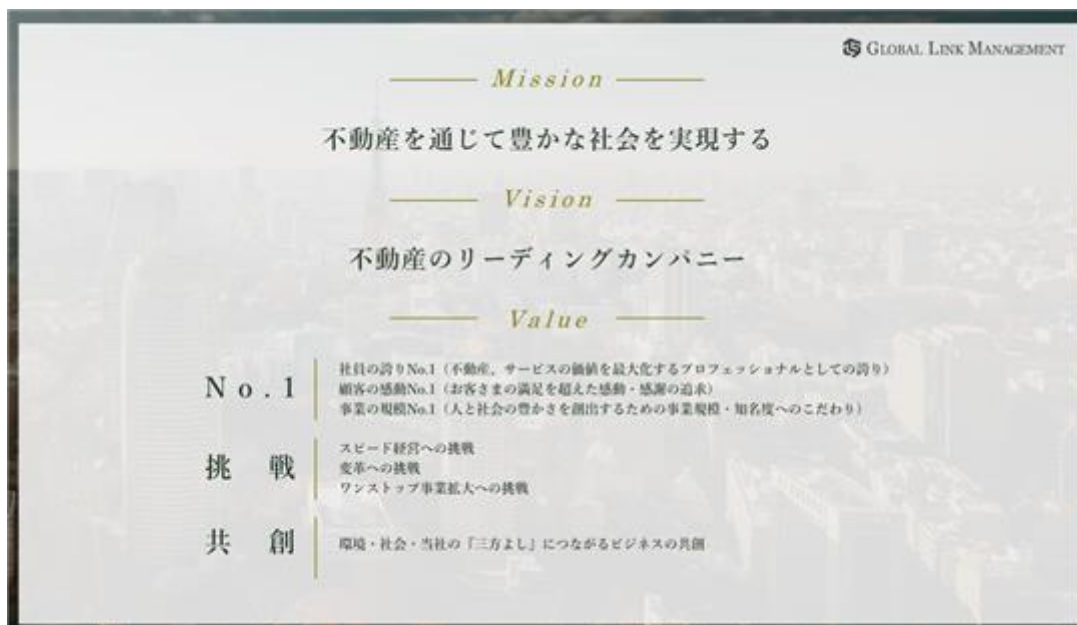 GLOBAL LINK MANAGEMENT
Mission
不動産を通じて豊かな社会を実現する
Vision
不動産のリーディングカンパニー
Value
No.1
社員の誇りNo.1（不動産、サービスの価値を最大化するプロフェッショナルとしての誇り）
顧客の感動No.1（お客さまの満足を超えた感動・感謝の追求）
事業の規模No.1（人と社会の豊かさを創出するための事業規模・知名度へのこだわり）
挑戦
スピード経営への挑戦
変革への挑戦
ワンストップ事業拡大への挑戦
共創
環境・社会・当社の『三方よし』につながるビジネスの共創